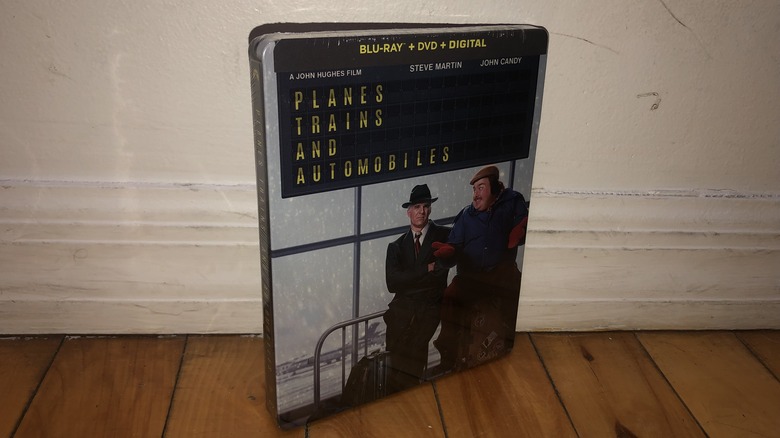 BLU-RAY + DVD + DIGITAL
A JOHN HUGHES FILM STEVE MARTIN JOHN CANDY
PLANES
TRAINS
AND
AUTOMOBILES